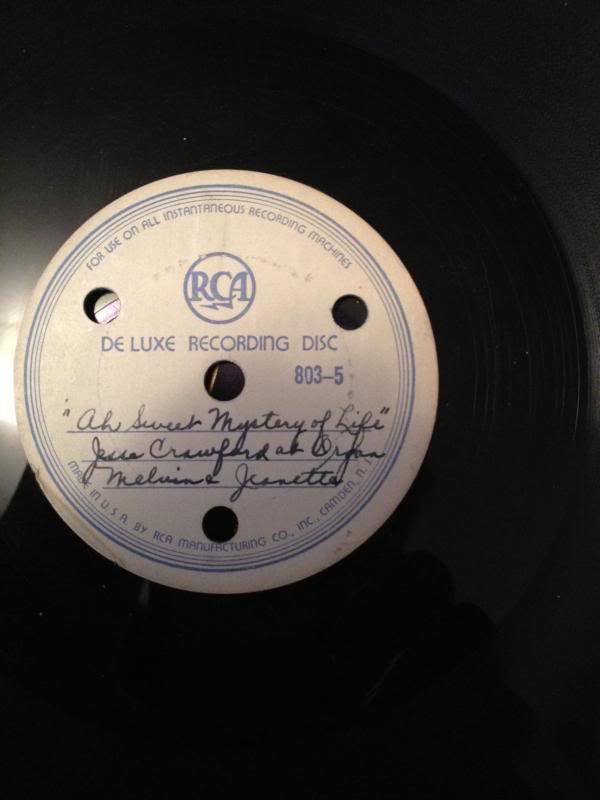 FOR USE ON ALL INSTANTANEOUS RECORDING MACHINES
RCA
DE LUXE RECORDING DISC
803-5
"Ah Sweet Mystery of Life"
Jesse Crawford at Organ
& Melvin & Jeanette
MADE IN U.S.A. BY RCA MANUFACTURING CO., INC., CAMDEN, N. J.